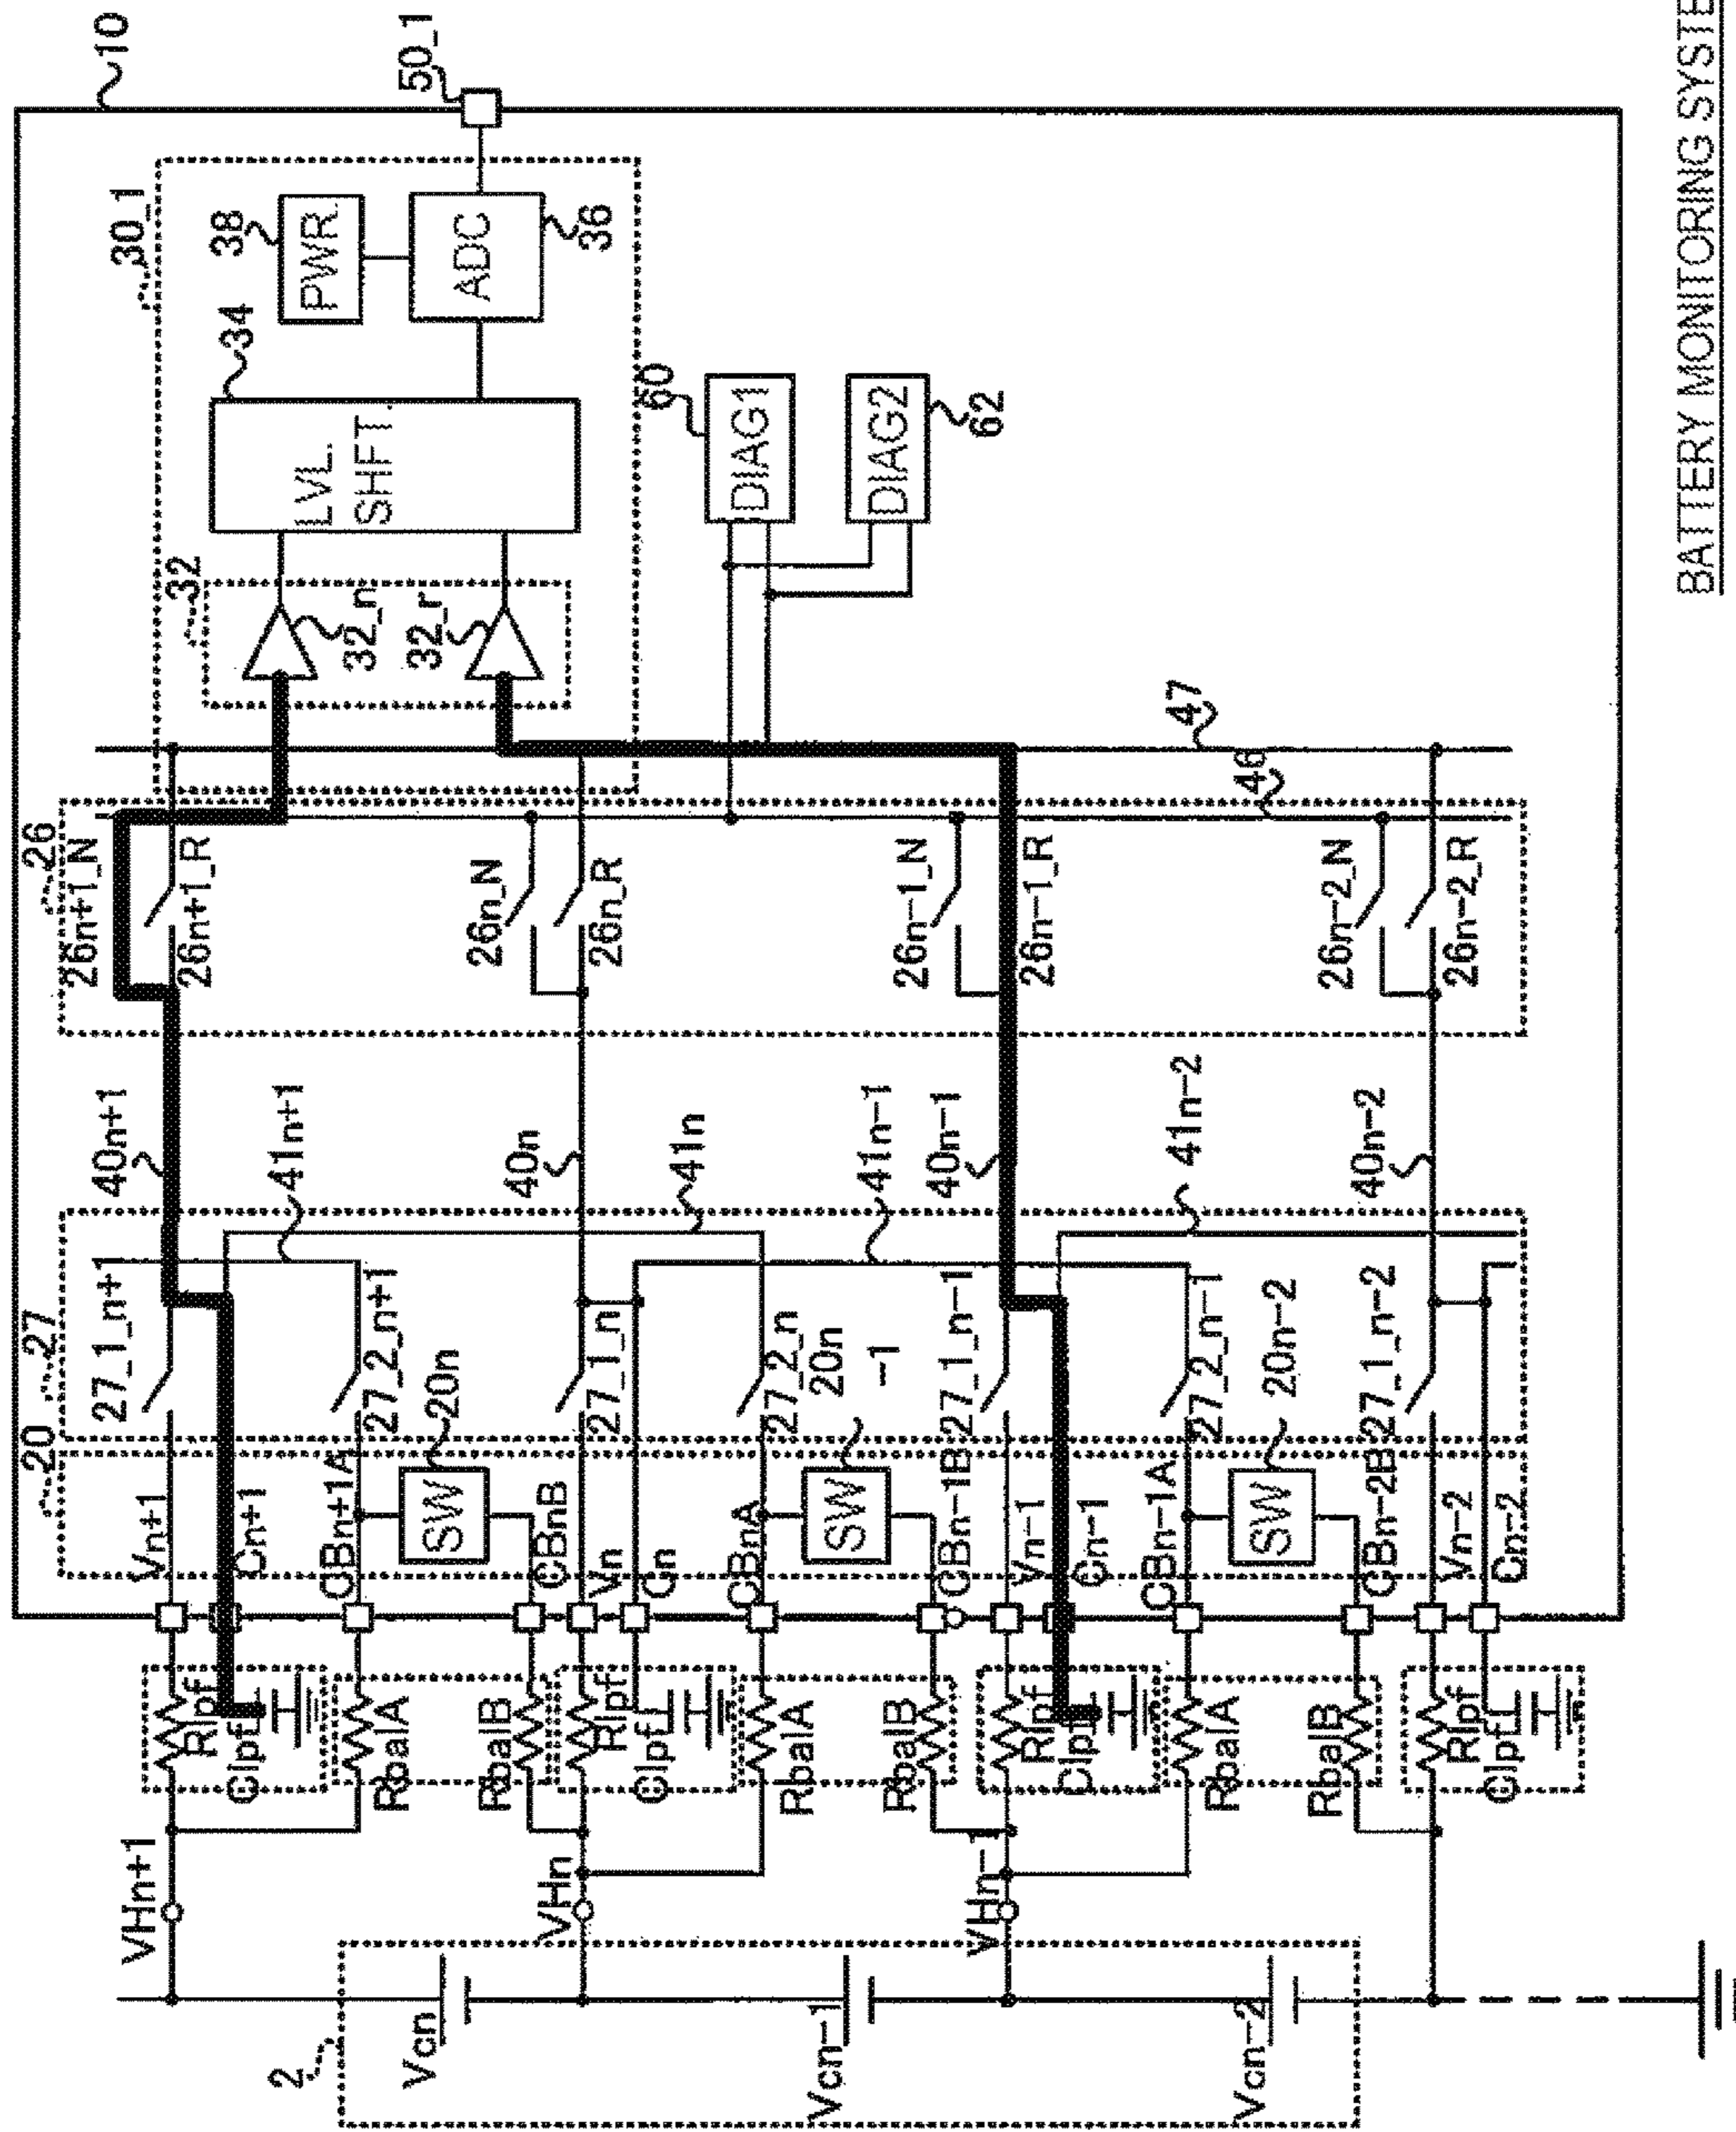 10
50_1
30_1
38
PWR.
36
ADC
34
LVL.
SHFT.
60
DIAG1
62
DIAG2
32
32_n
32_r
47
46
26
26n+1_N
26n+1_R
26n_N
26n_R
26n-1_N
26n-1_R
26n-2_N
26n-2_R
40n+1
41n+1
40n
41n
41n-1
40n-1
41n-2
40n-2
20
27
27_1_n+1
27_2_n+1
20n
27_1_n
27_2_n
20n
-1
27_1_n-1
27_2_n-1
20n-2
27_1_n-2
Vn+1
Cn+1
CBn+1A
SW
CBnB
Vn
Cn
CBnA
SW
CBn-1B
Vn-1
Cn-1
CBn-1A
SW
CBn-2B
Vn-2
Cn-2
Rlpf
Clpf
RbalA
RbalB
Rlpf
Clpf
RbalA
RbalB
Rlpf
Clpf
RbalA
RbalB
Rlpf
Clpf
VHn+1
VHn
VHn-1
2
Vcn
Vcn-1
Vcn-2
BATTERY MONITORING SYSTE